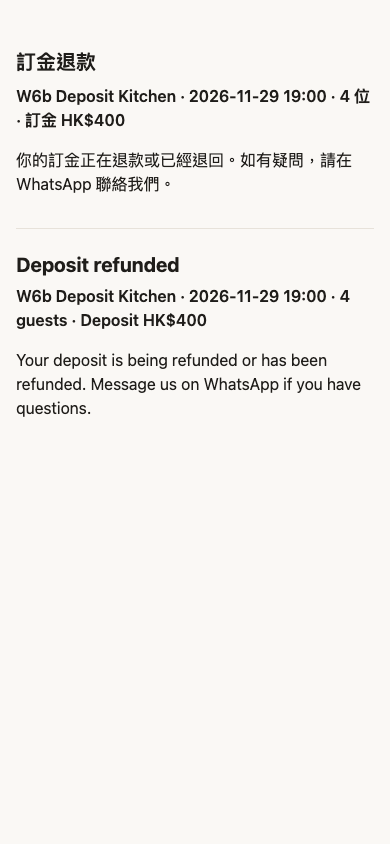 訂金退款
W6b Deposit Kitchen · 2026-11-29 19:00 · 4 位
· 訂金 HK$400
你的訂金正在退款或已經退回。如有疑問，請在
WhatsApp 聯絡我們。
Deposit refunded
W6b Deposit Kitchen · 2026-11-29 19:00 · 4
guests · Deposit HK$400
Your deposit is being refunded or has been
refunded. Message us on WhatsApp if you have
questions.